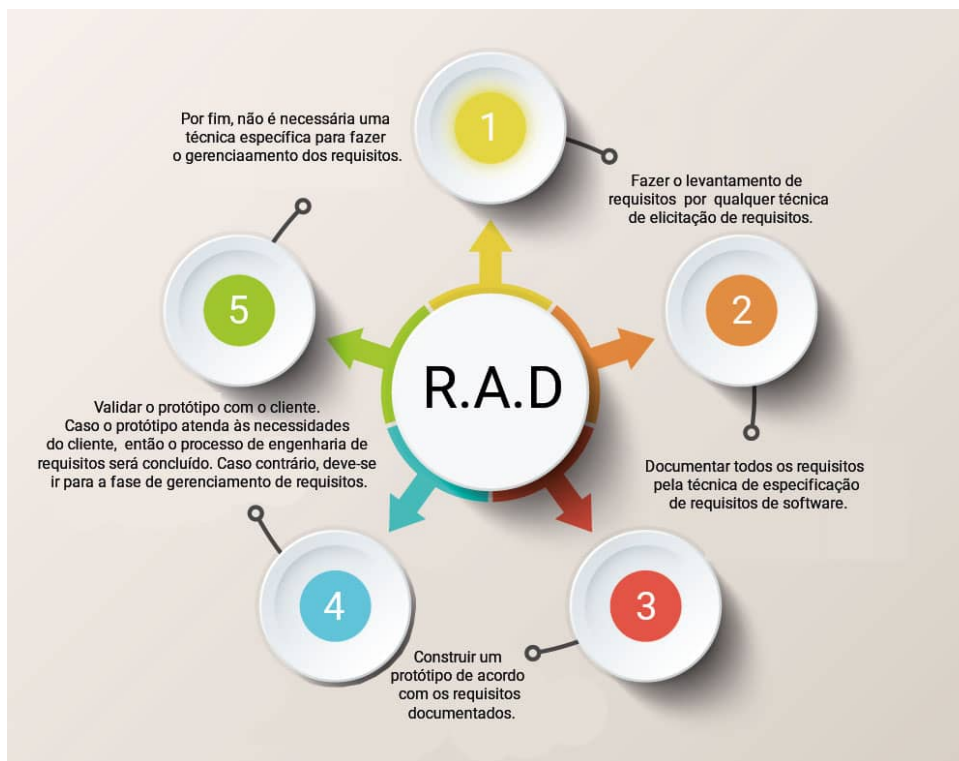 R.A.D
1
Fazer o levantamento de
requisitos por qualquer técnica
de elicitação de requisitos.
2
Documentar todos os requisitos
pela técnica de especificação
de requisitos de software.
3
Construir um
protótipo de acordo
com os requisitos
documentados.
4
Validar o protótipo com o cliente.
Caso o protótipo atenda às necessidades
do cliente, então o processo de engenharia de
requisitos será concluído. Caso contrário, deve-se
ir para a fase de gerenciamento de requisitos.
5
Por fim, não é necessária uma
técnica específica para fazer
o gerenciaamento dos requisitos.